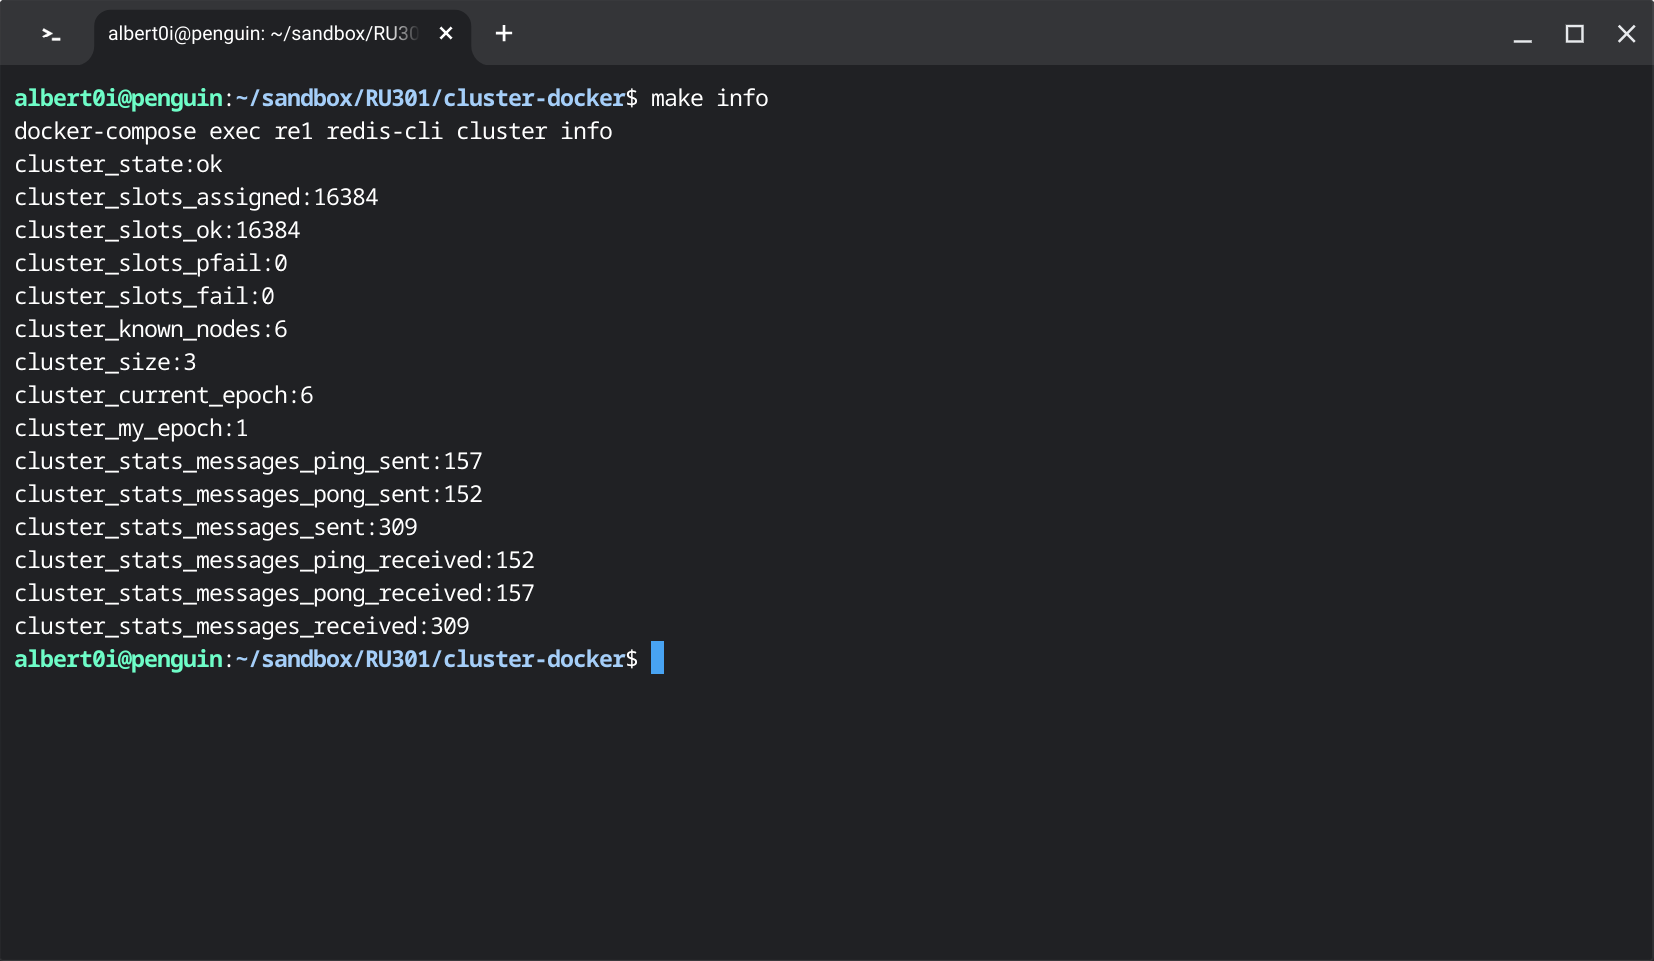 albert0i@penguin: ~/sandbox/RU30
albert0i@penguin:~/sandbox/RU301/cluster-docker$ make info
docker-compose exec re1 redis-cli cluster info
cluster_state:ok
cluster_slots_assigned:16384
cluster_slots_ok:16384
cluster_slots_pfail:0
cluster_slots_fail:0
cluster_known_nodes:6
cluster_size:3
cluster_current_epoch:6
cluster_my_epoch:1
cluster_stats_messages_ping_sent:157
cluster_stats_messages_pong_sent:152
cluster_stats_messages_sent:309
cluster_stats_messages_ping_received:152
cluster_stats_messages_pong_received:157
cluster_stats_messages_received:309
albert0i@penguin:~/sandbox/RU301/cluster-docker$